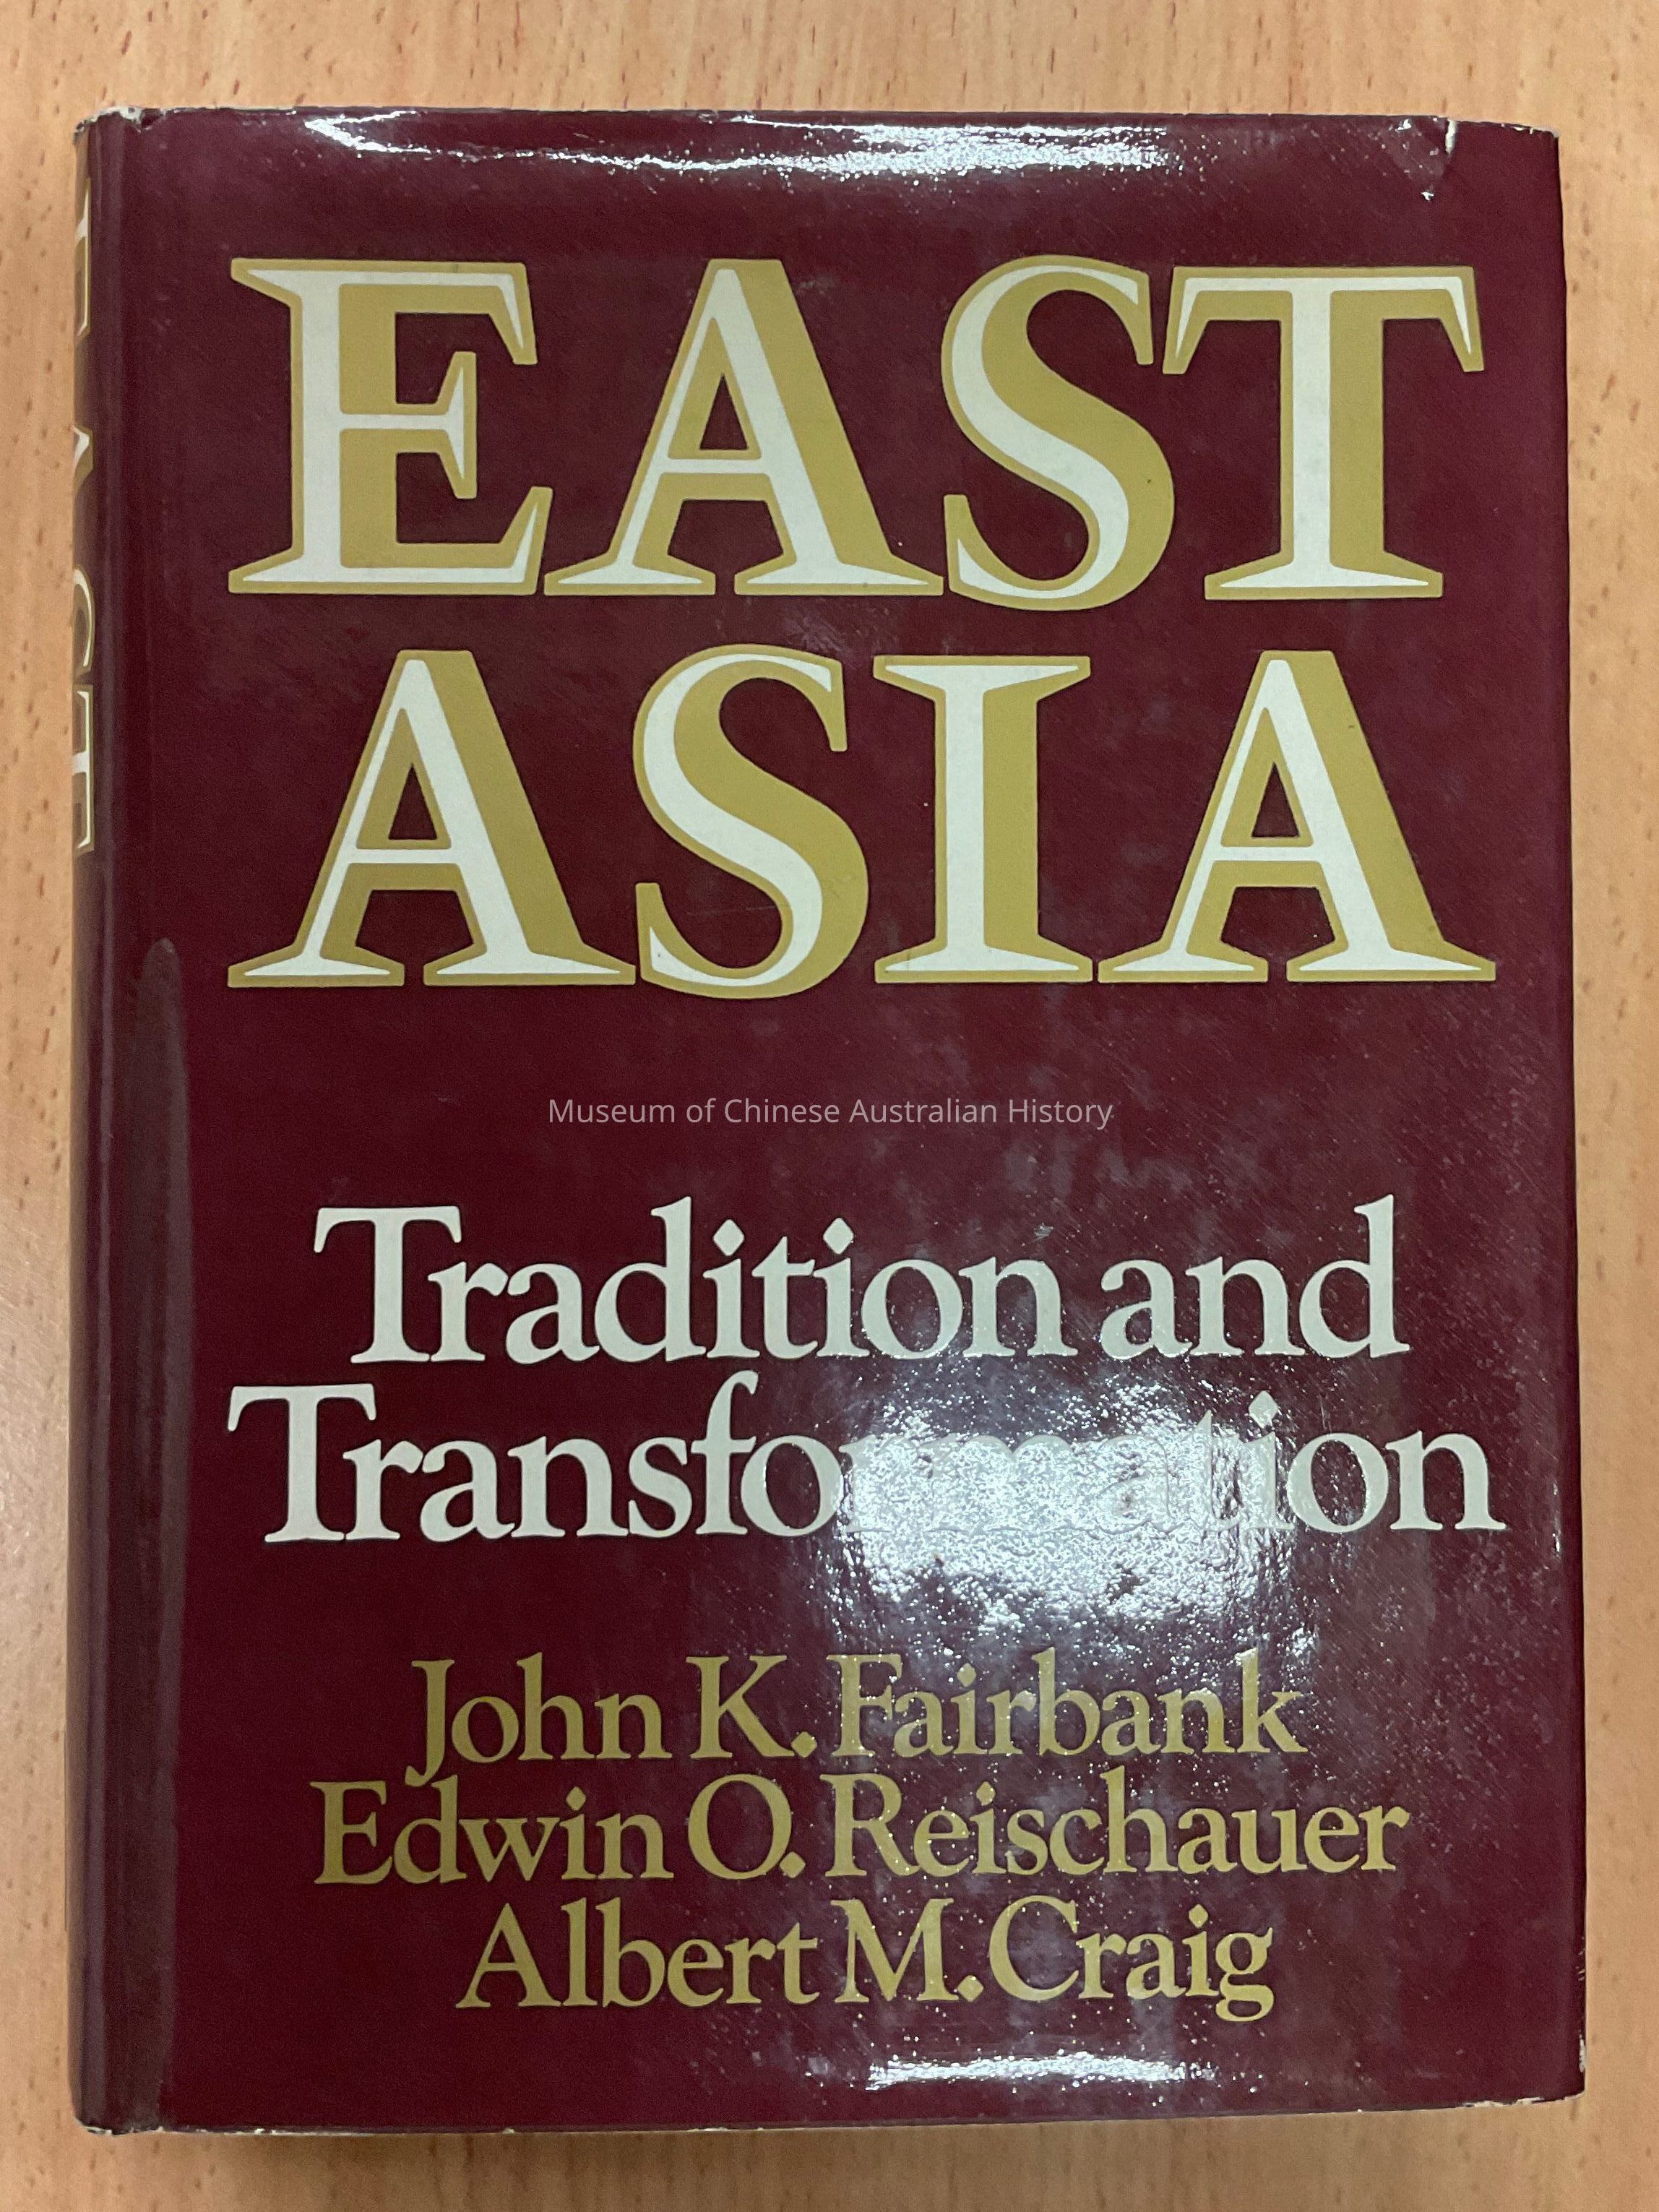 EAST
ASIA
Museum of Chinese Australian History
Tradition and
Transformation
John K. Fairbank
Edwin O. Reischauer
Albert M. Craig